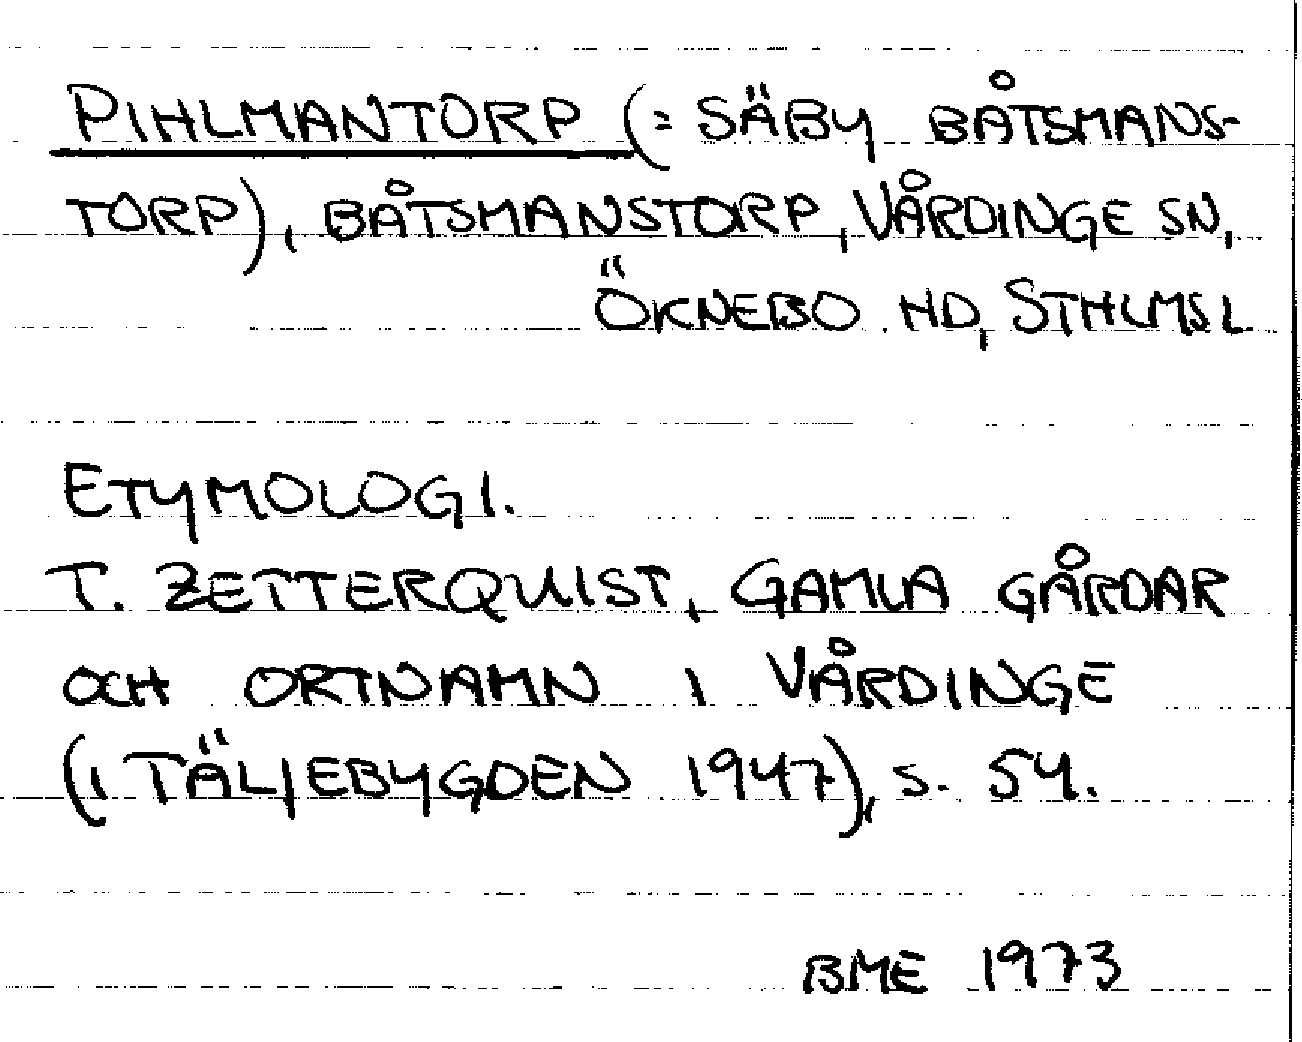 PIHLMANTORP (= SÄBY BÅTSMANS-
TORP), BÅTSMANSTORP, VÅRDINGE SN,
ÖKNEBO HD, STHLMS L
ETYMOLOGI.
T. ZETTERQUIST, GAMLA GÅRDAR
OCH ORTNAMN I VÅRDINGE
(I TÄLJEBYGDEN 1947), S. 54.
BME 1973